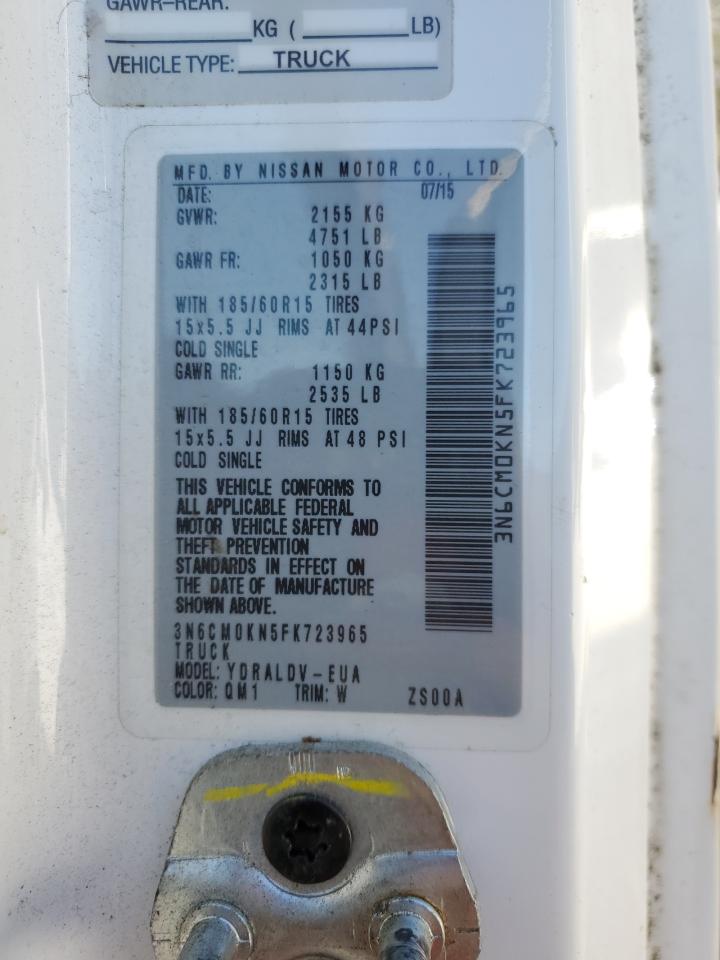 GAWR-REAR:
KG ( LB)
VEHICLE TYPE: TRUCK
MFD. BY NISSAN MOTOR CO., LTD.
DATE: 07/15
GVWR: 2155 KG
4751 LB
GAWR FR: 1050 KG
2315 LB
WITH 185/60R15 TIRES
15x5.5 JJ RIMS AT 44PSI
COLD SINGLE
GAWR RR: 1150 KG
2535 LB
WITH 185/60R15 TIRES
15x5.5 JJ RIMS AT 48 PSI
COLD SINGLE
THIS VEHICLE CONFORMS TO
ALL APPLICABLE FEDERAL
MOTOR VEHICLE SAFETY AND
THEFT PREVENTION
STANDARDS IN EFFECT ON
THE DATE OF MANUFACTURE
SHOWN ABOVE.
3N6CM0KN5FK723965
TRUCK
MODEL: YDRALDV-EUA
COLOR: QM1 TRIM: W ZS00A
3N6CM0KN5FK723965